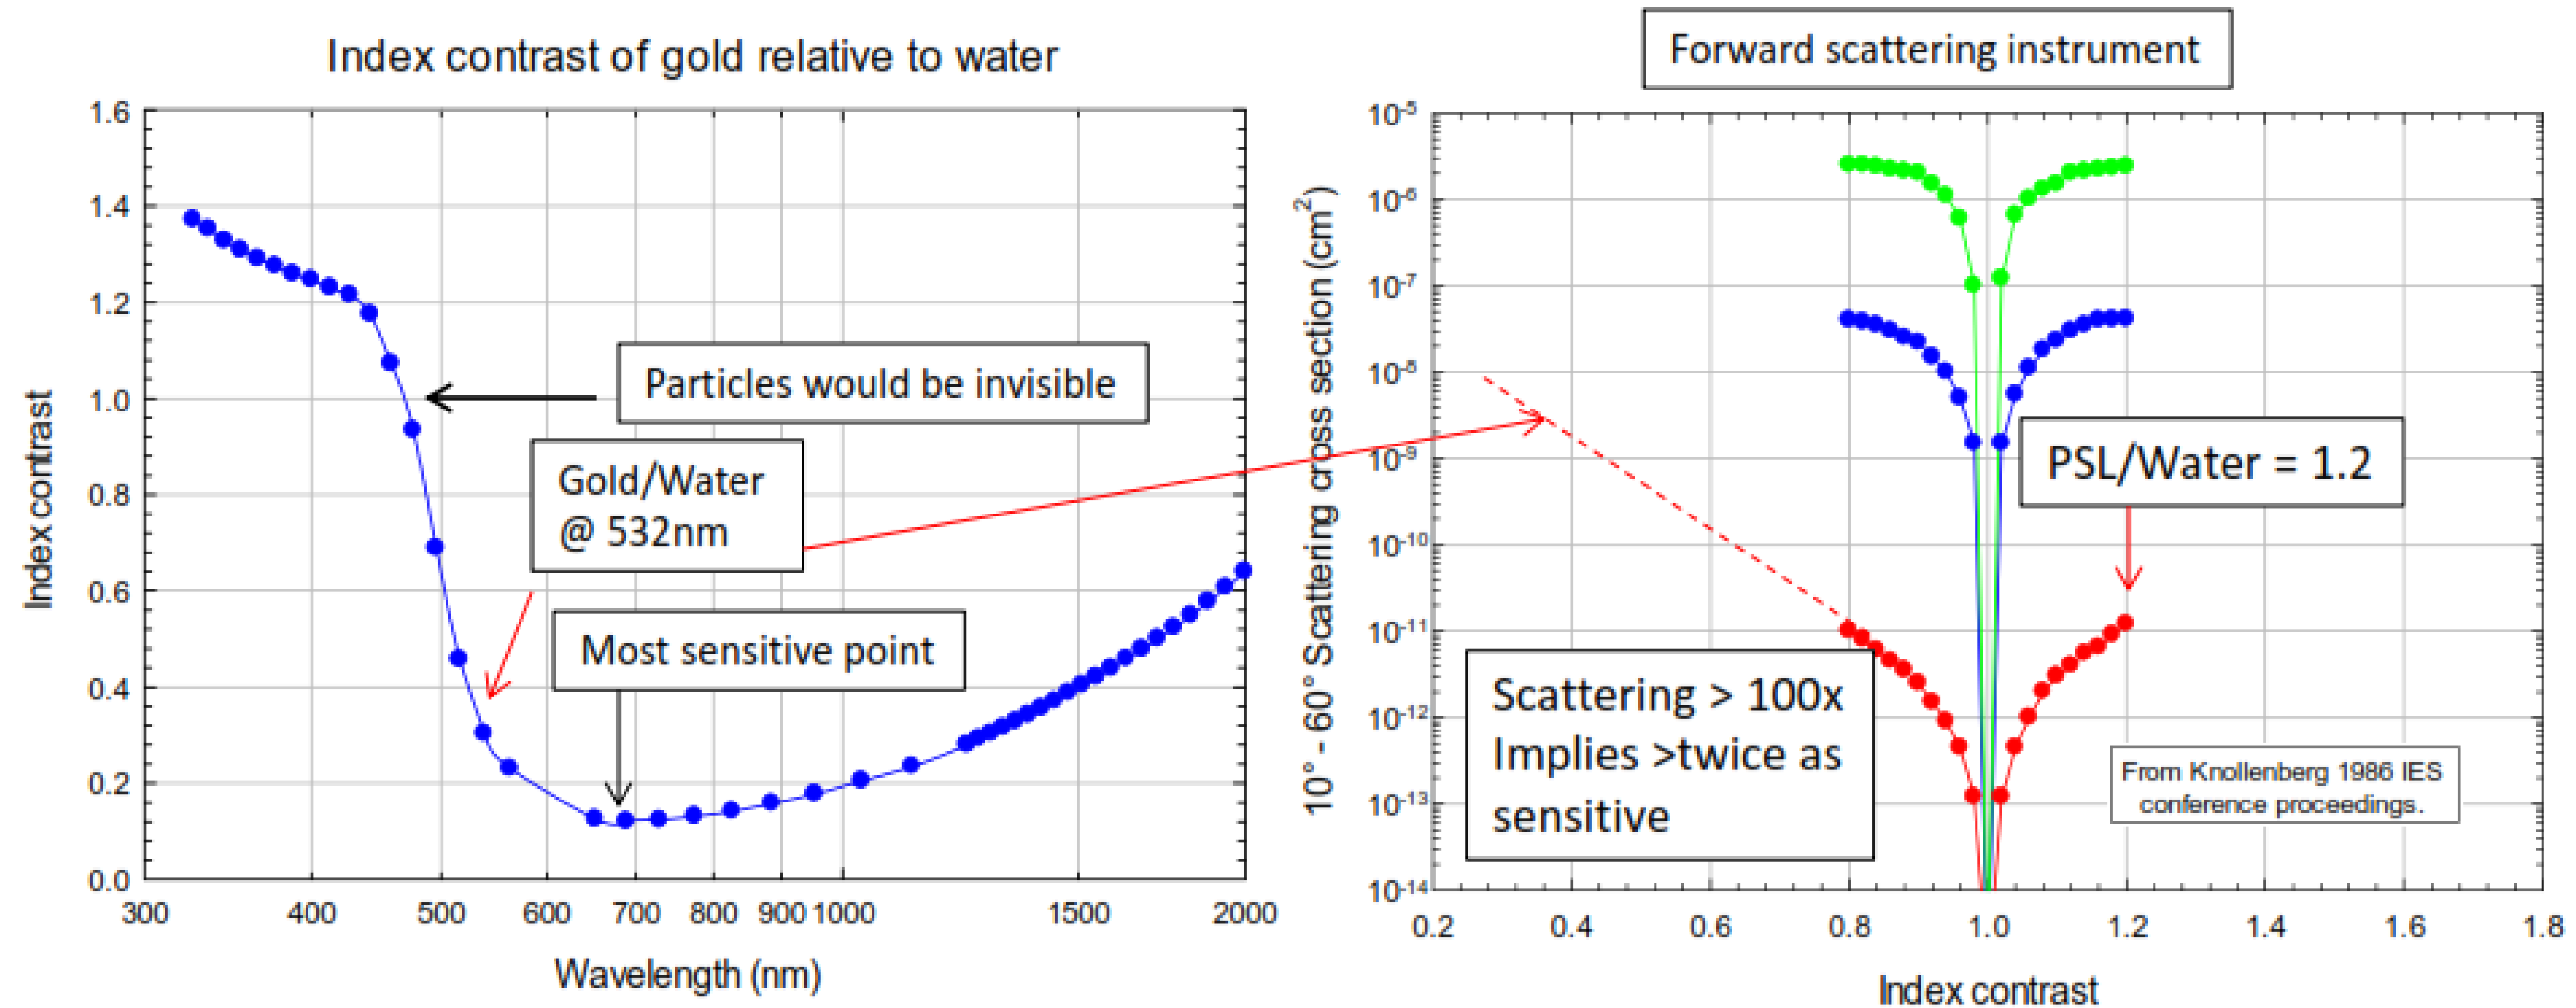 Index contrast of gold relative to water
1.6
1.4
1.2
1.0
0.8
0.6
0.4
0.2
0.0
Index contrast
Particles would be invisible
Gold/Water
@ 532nm
Most sensitive point
300
400
500
600
700
800
900
1000
1500
2000
Wavelength (nm)
Forward scattering instrument
10-5
10-6
10-7
10-8
10-9
10-10
10-11
10-12
10-13
10-14
10° - 60° Scattering cross section (cm2)
PSL/Water = 1.2
Scattering > 100x
Implies >twice as
sensitive
From Knollenberg 1986 IES
conference proceedings.
0.2
0.4
0.6
0.8
1.0
1.2
1.4
1.6
1.8
Index contrast